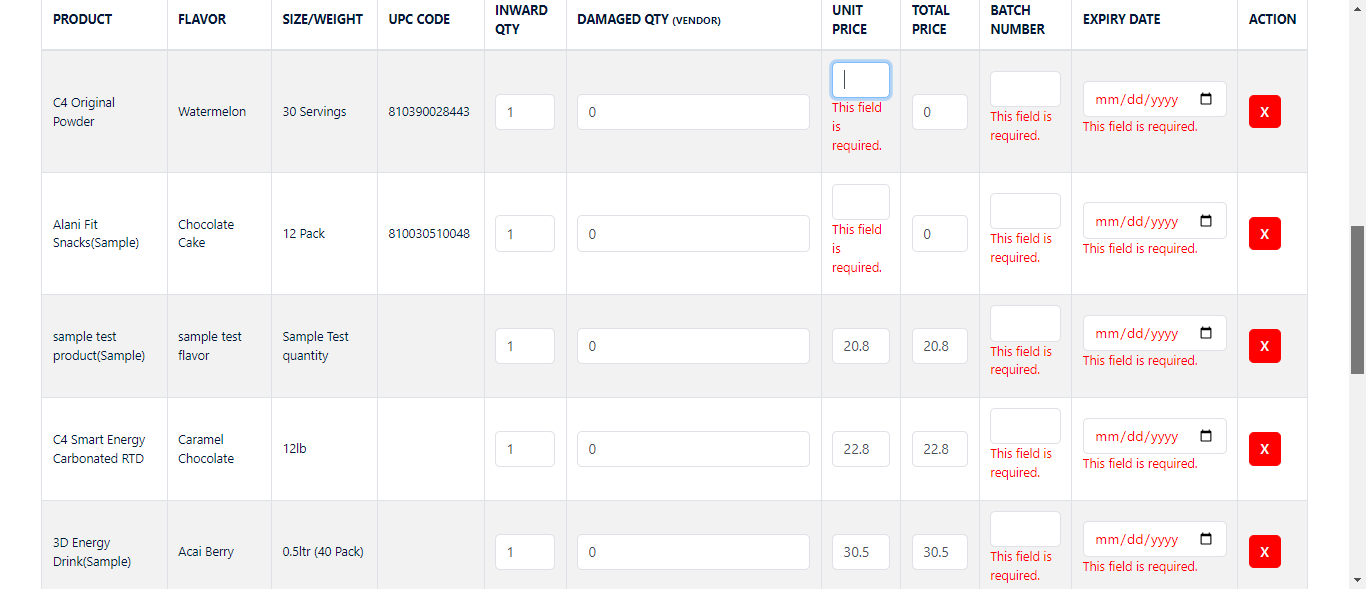 PRODUCT FLAVOR SIZE/WEIGHT UPC CODE INWARD QTY DAMAGED QTY (VENDOR) UNIT PRICE TOTAL PRICE BATCH NUMBER EXPIRY DATE ACTION
C4 Original Powder Watermelon 30 Servings 810390028443 1 0 This field is required. 0 This field is required. mm/dd/yyyy This field is required. X
Alani Fit Snacks(Sample) Chocolate Cake 12 Pack 810030510048 1 0 This field is required. 0 This field is required. mm/dd/yyyy This field is required. X
sample test product(Sample) sample test flavor Sample Test quantity 1 0 20.8 20.8 This field is required. mm/dd/yyyy This field is required. X
C4 Smart Energy Carbonated RTD Caramel Chocolate 12lb 1 0 22.8 22.8 This field is required. mm/dd/yyyy This field is required. X
3D Energy Drink(Sample) Acai Berry 0.5ltr (40 Pack) 1 0 30.5 30.5 This field is required. mm/dd/yyyy This field is required. X